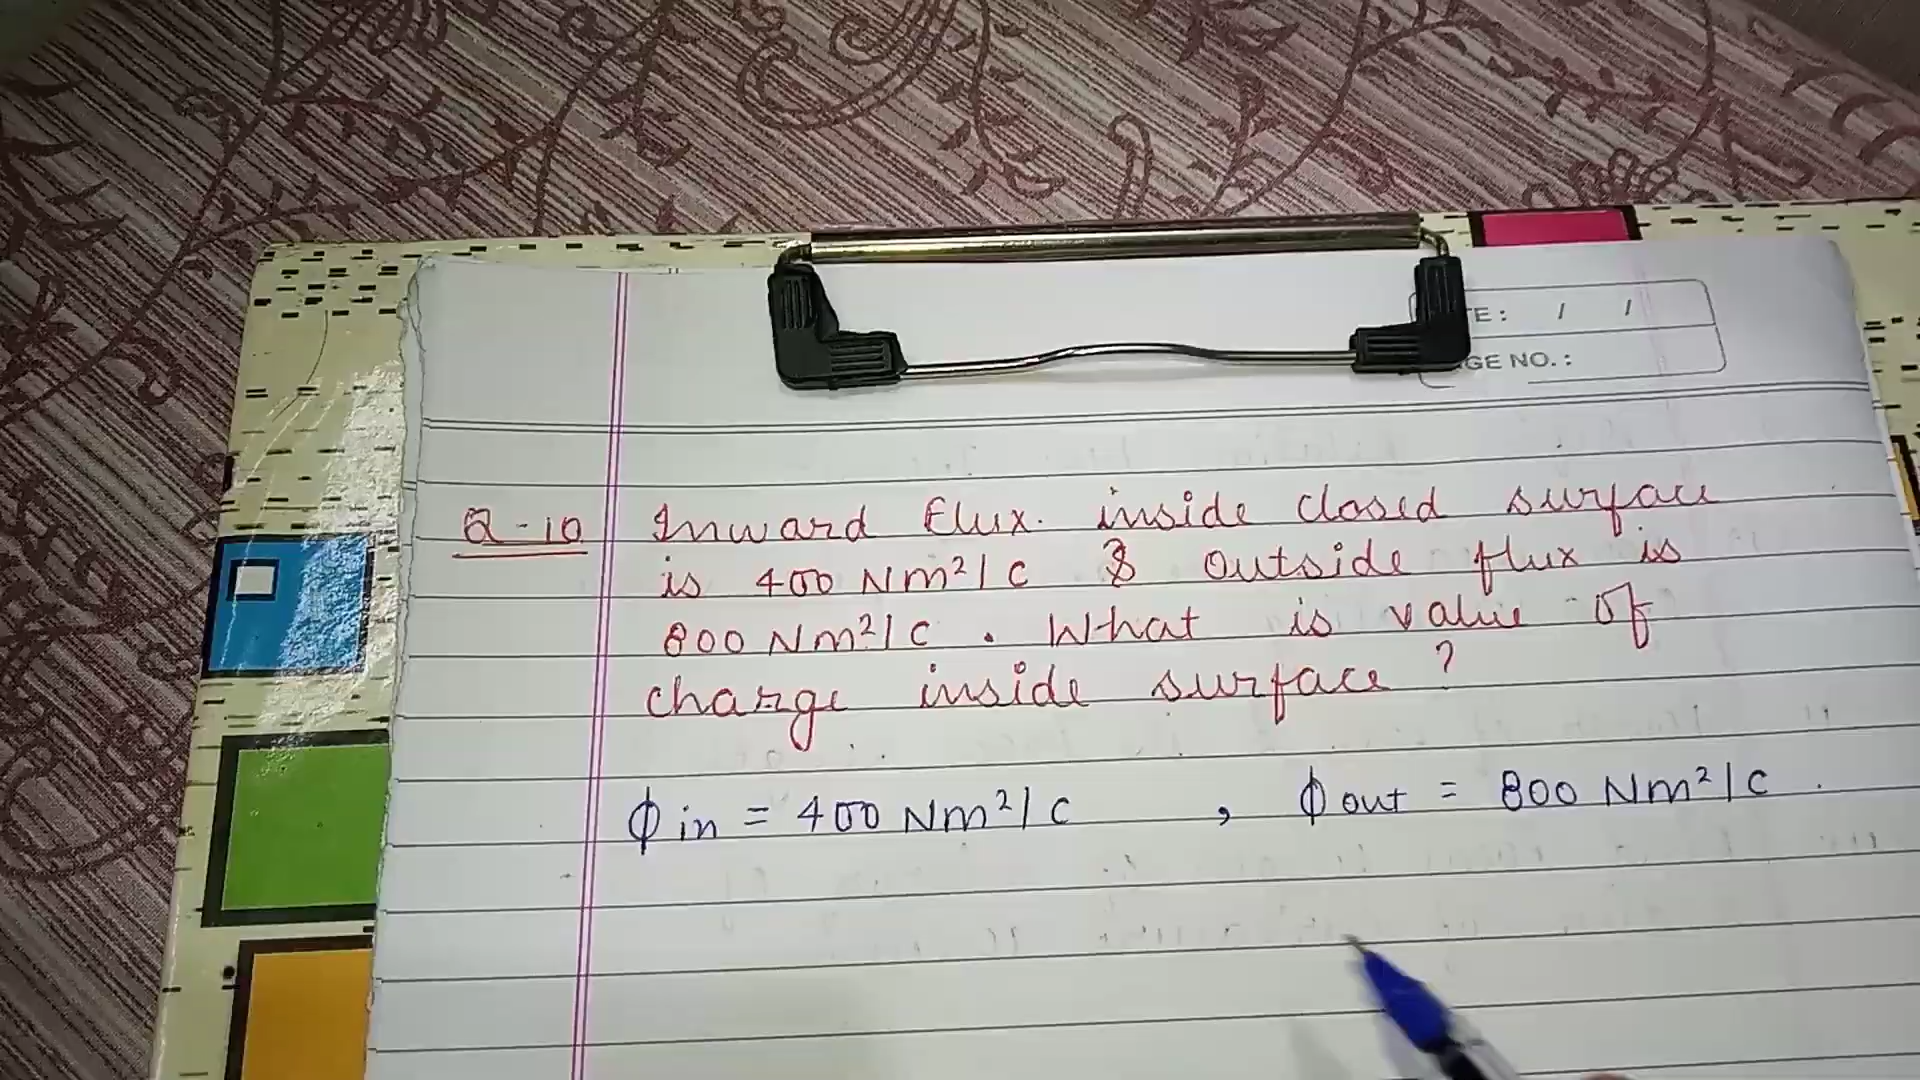 TE: / /
GE NO. :
Q-10 Inward flux inside closed surface
is 400 Nm²/C & Outside flux is
800 Nm²/C. What is value of
charge inside surface?
ϕ in = 400 Nm²/C , ϕ out = 800 Nm²/C.